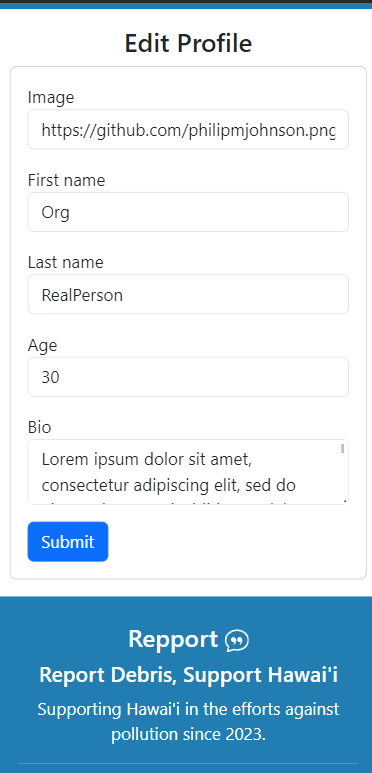 Edit Profile
Image
https://github.com/philipmjohnson.png
First name
Org
Last name
RealPerson
Age
30
Bio
Lorem ipsum dolor sit amet,
consectetur adipiscing elit, sed do
Submit
Repport
Report Debris, Support Hawai'i
Supporting Hawai'i in the efforts against
pollution since 2023.